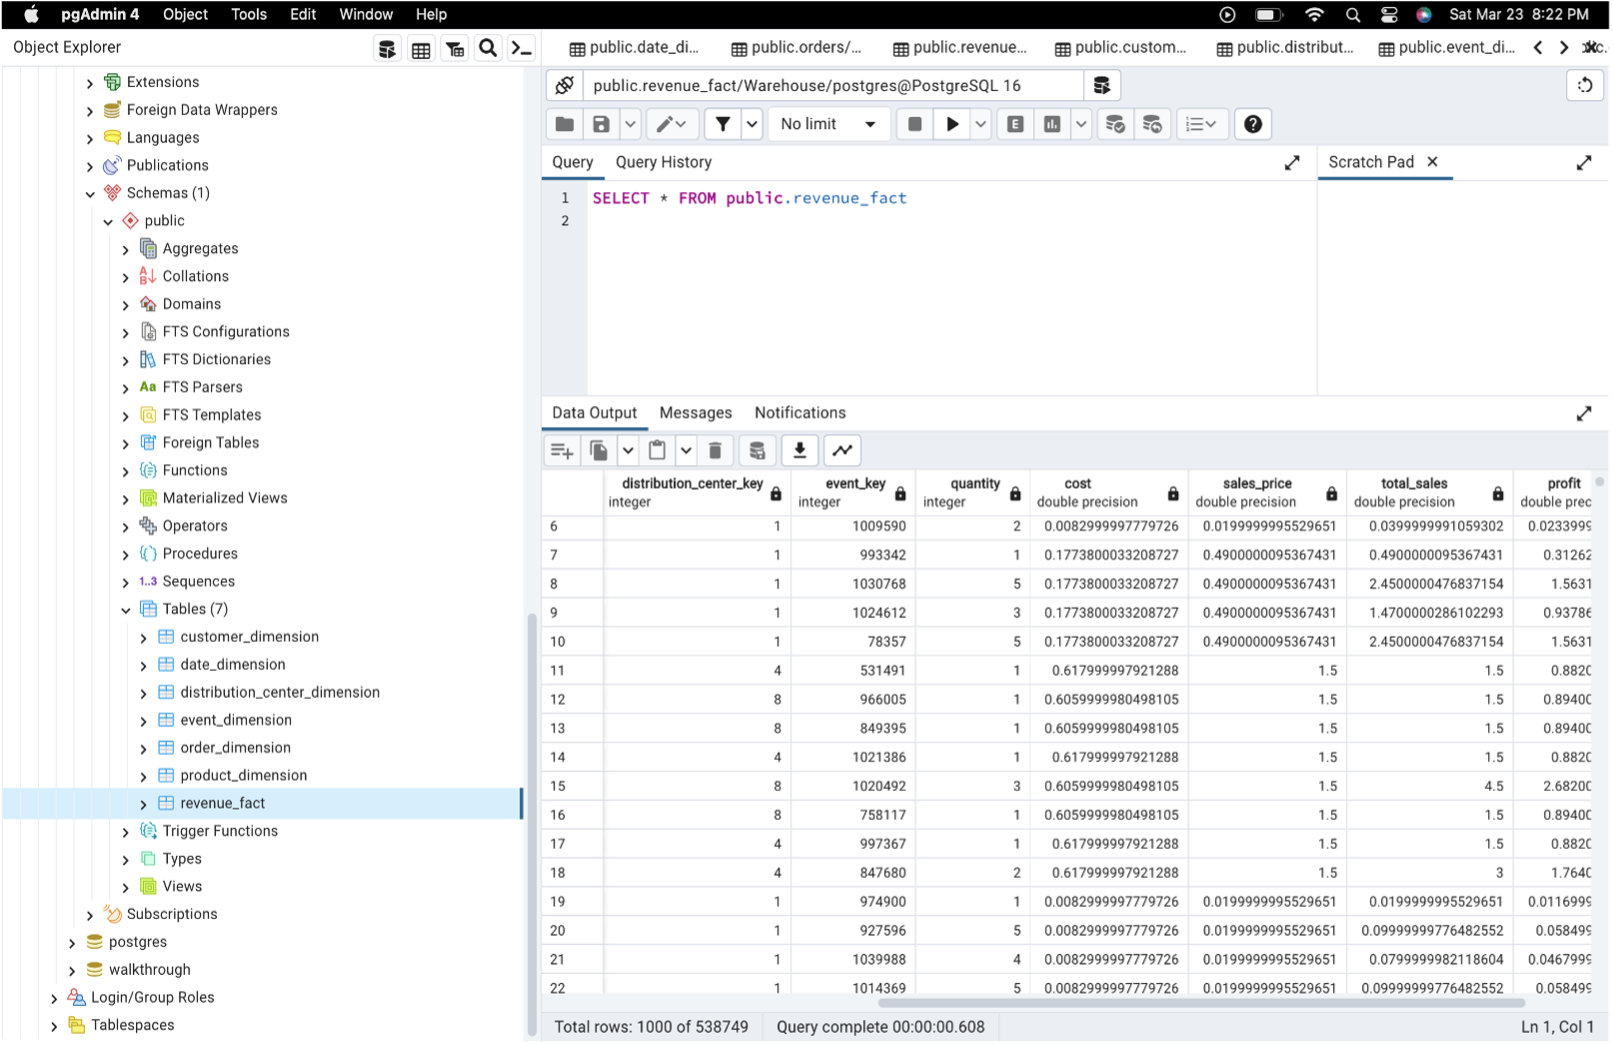 pgAdmin 4 Object Tools Edit Window Help Sat Mar 23 8:22 PM
Object Explorer
public.date_di... public.orders/... public.revenue... public.custom... public.distribut... public.event_di...
Extensions
Foreign Data Wrappers
Languages
Publications
Schemas (1)
public
Aggregates
Collations
Domains
FTS Configurations
FTS Dictionaries
Aa FTS Parsers
FTS Templates
Foreign Tables
Functions
Materialized Views
Operators
Procedures
1..3 Sequences
Tables (7)
customer_dimension
date_dimension
distribution_center_dimension
event_dimension
order_dimension
product_dimension
revenue_fact
Trigger Functions
Types
Views
Subscriptions
postgres
walkthrough
Login/Group Roles
Tablespaces
public.revenue_fact/Warehouse/postgres@PostgreSQL 16
No limit E
Query Query History Scratch Pad
1 SELECT * FROM public.revenue_fact
2
Data Output Messages Notifications
distribution_center_key event_key quantity cost sales_price total_sales profit
integer integer integer double precision double precision double precision double prec
6 1 1009590 2 0.0082999997779726 0.0199999995529651 0.0399999991059302 0.0233999
7 1 993342 1 0.1773800033208727 0.4900000095367431 0.4900000095367431 0.31262
8 1 1030768 5 0.1773800033208727 0.4900000095367431 2.4500000476837154 1.5631
9 1 1024612 3 0.1773800033208727 0.4900000095367431 1.4700000286102293 0.93786
10 1 78357 5 0.1773800033208727 0.4900000095367431 2.4500000476837154 1.5631
11 4 531491 1 0.617999997921288 1.5 1.5 0.8820
12 8 966005 1 0.6059999980498105 1.5 1.5 0.89400
13 8 849395 1 0.6059999980498105 1.5 1.5 0.89400
14 4 1021386 1 0.617999997921288 1.5 1.5 0.8820
15 8 1020492 3 0.6059999980498105 1.5 4.5 2.68200
16 8 758117 1 0.6059999980498105 1.5 1.5 0.89400
17 4 997367 1 0.617999997921288 1.5 1.5 0.8820
18 4 847680 2 0.617999997921288 1.5 3 1.7640
19 1 974900 1 0.0082999997779726 0.0199999995529651 0.0199999995529651 0.0116999
20 1 927596 5 0.0082999997779726 0.0199999995529651 0.09999999776482552 0.058499
21 1 1039988 4 0.0082999997779726 0.0199999995529651 0.0799999982118604 0.0467999
22 1 1014369 5 0.0082999997779726 0.0199999995529651 0.09999999776482552 0.058499
Total rows: 1000 of 538749 Query complete 00:00:00.608 Ln 1, Col 1